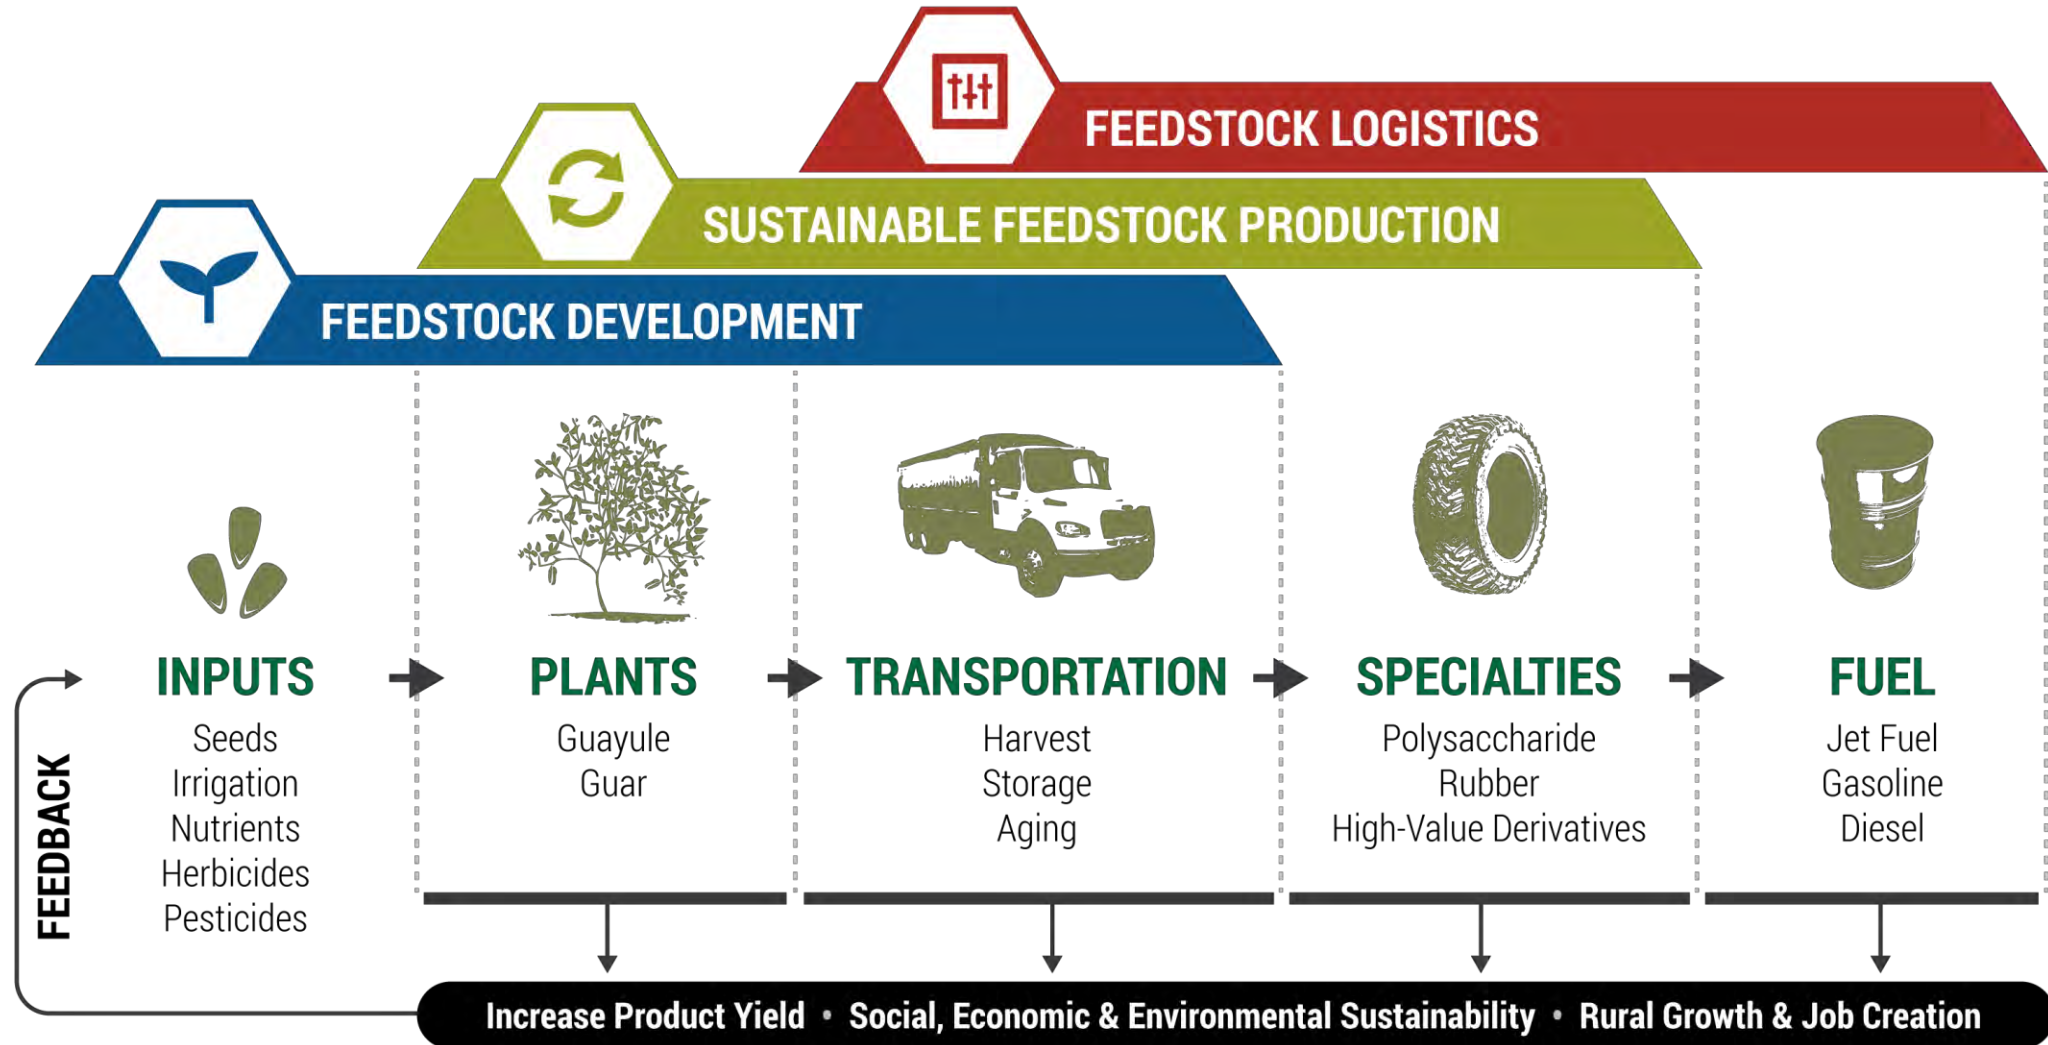 FEEDSTOCK LOGISTICS
SUSTAINABLE FEEDSTOCK PRODUCTION
FEEDSTOCK DEVELOPMENT
FEEDBACK
INPUTS
Seeds
Irrigation
Nutrients
Herbicides
Pesticides
PLANTS
Guayule
Guar
TRANSPORTATION
Harvest
Storage
Aging
SPECIALTIES
Polysaccharide
Rubber
High-Value Derivatives
FUEL
Jet Fuel
Gasoline
Diesel
Increase Product Yield • Social, Economic & Environmental Sustainability • Rural Growth & Job Creation